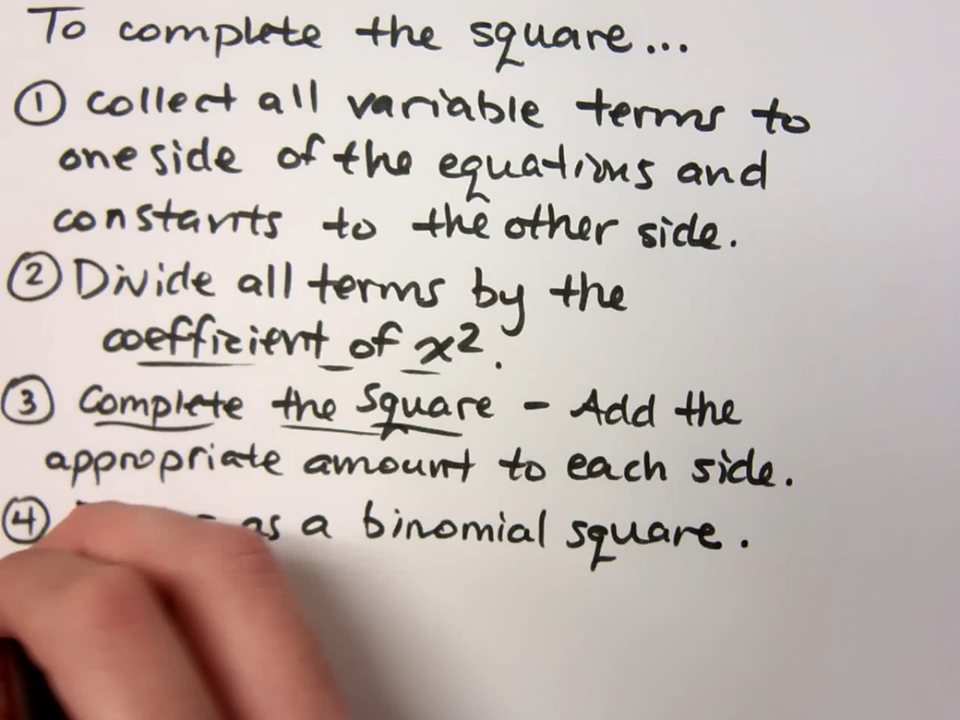 To complete the square...
① collect all variable terms to
one side of the equations and
constants to the other side.
② Divide all terms by the
coefficient of x².
③ Complete the Square - Add the
appropriate amount to each side.
④ as a binomial square.